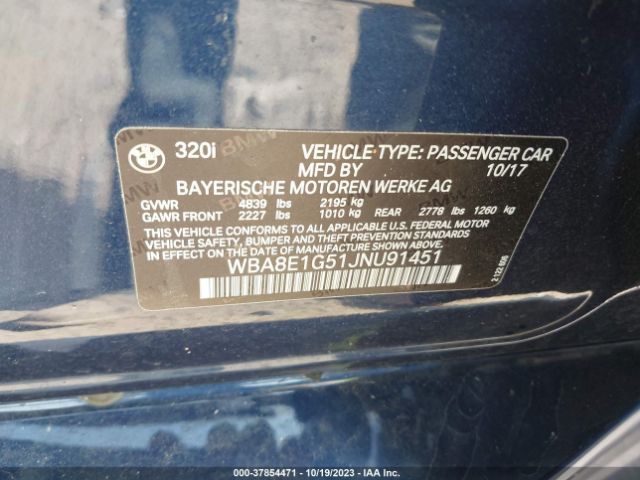 320i VEHICLE TYPE: PASSENGER CAR
MFD BY 10/17
BAYERISCHE MOTOREN WERKE AG
GVWR 4839 lbs 2195 kg
GAWR FRONT 2227 lbs 1010 kg REAR 2778 lbs 1260 kg
THIS VEHICLE CONFORMS TO ALL APPLICABLE U.S. FEDERAL MOTOR
VEHICLE SAFETY, BUMPER AND THEFT PREVENTION STANDARDS
IN EFFECT ON THE DATE OF MANUFACTURE SHOWN ABOVE.
WBA8E1G51JNU91451
000-37854471 - 10/19/2023 - IAA Inc.